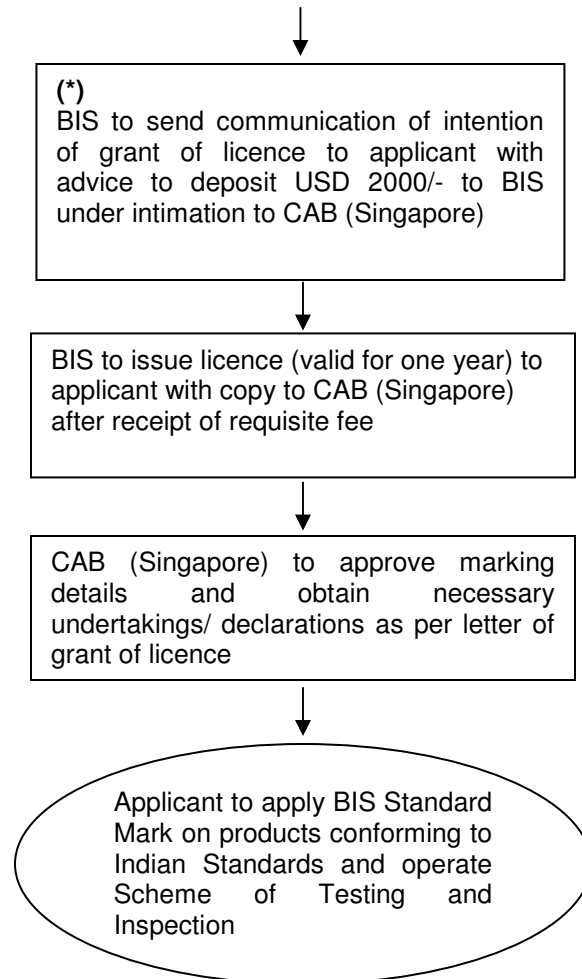 (*)
BIS to send communication of intention
of grant of licence to applicant with
advice to deposit USD 2000/- to BIS
under intimation to CAB (Singapore)
BIS to issue licence (valid for one year) to
applicant with copy to CAB (Singapore)
after receipt of requisite fee
CAB (Singapore) to approve marking
details and obtain necessary
undertakings/ declarations as per letter of
grant of licence
Applicant to apply BIS Standard
Mark on products conforming to
Indian Standards and operate
Scheme of Testing and
Inspection